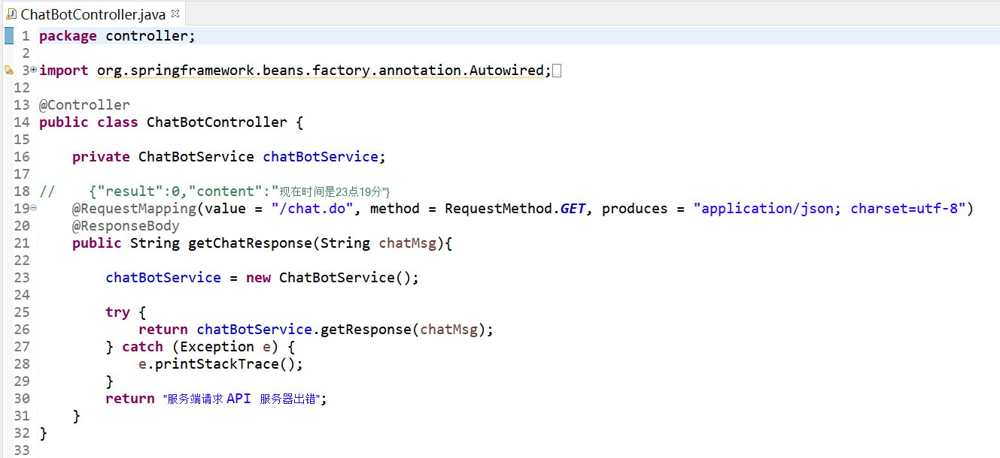 ChatBotController.java
1 package controller;
2
3 import org.springframework.beans.factory.annotation.Autowired;
12
13 @Controller
14 public class ChatBotController {
15
16     private ChatBotService chatBotService;
17
18 //    {"result":0,"content":"现在时间是23点19分"}
19     @RequestMapping(value = "/chat.do", method = RequestMethod.GET, produces = "application/json; charset=utf-8")
20     @ResponseBody
21     public String getChatResponse(String chatMsg){
22
23         chatBotService = new ChatBotService();
24
25         try {
26             return chatBotService.getResponse(chatMsg);
27         } catch (Exception e) {
28             e.printStackTrace();
29         }
30         return "服务端请求 API 服务器出错";
31     }
32 }
33